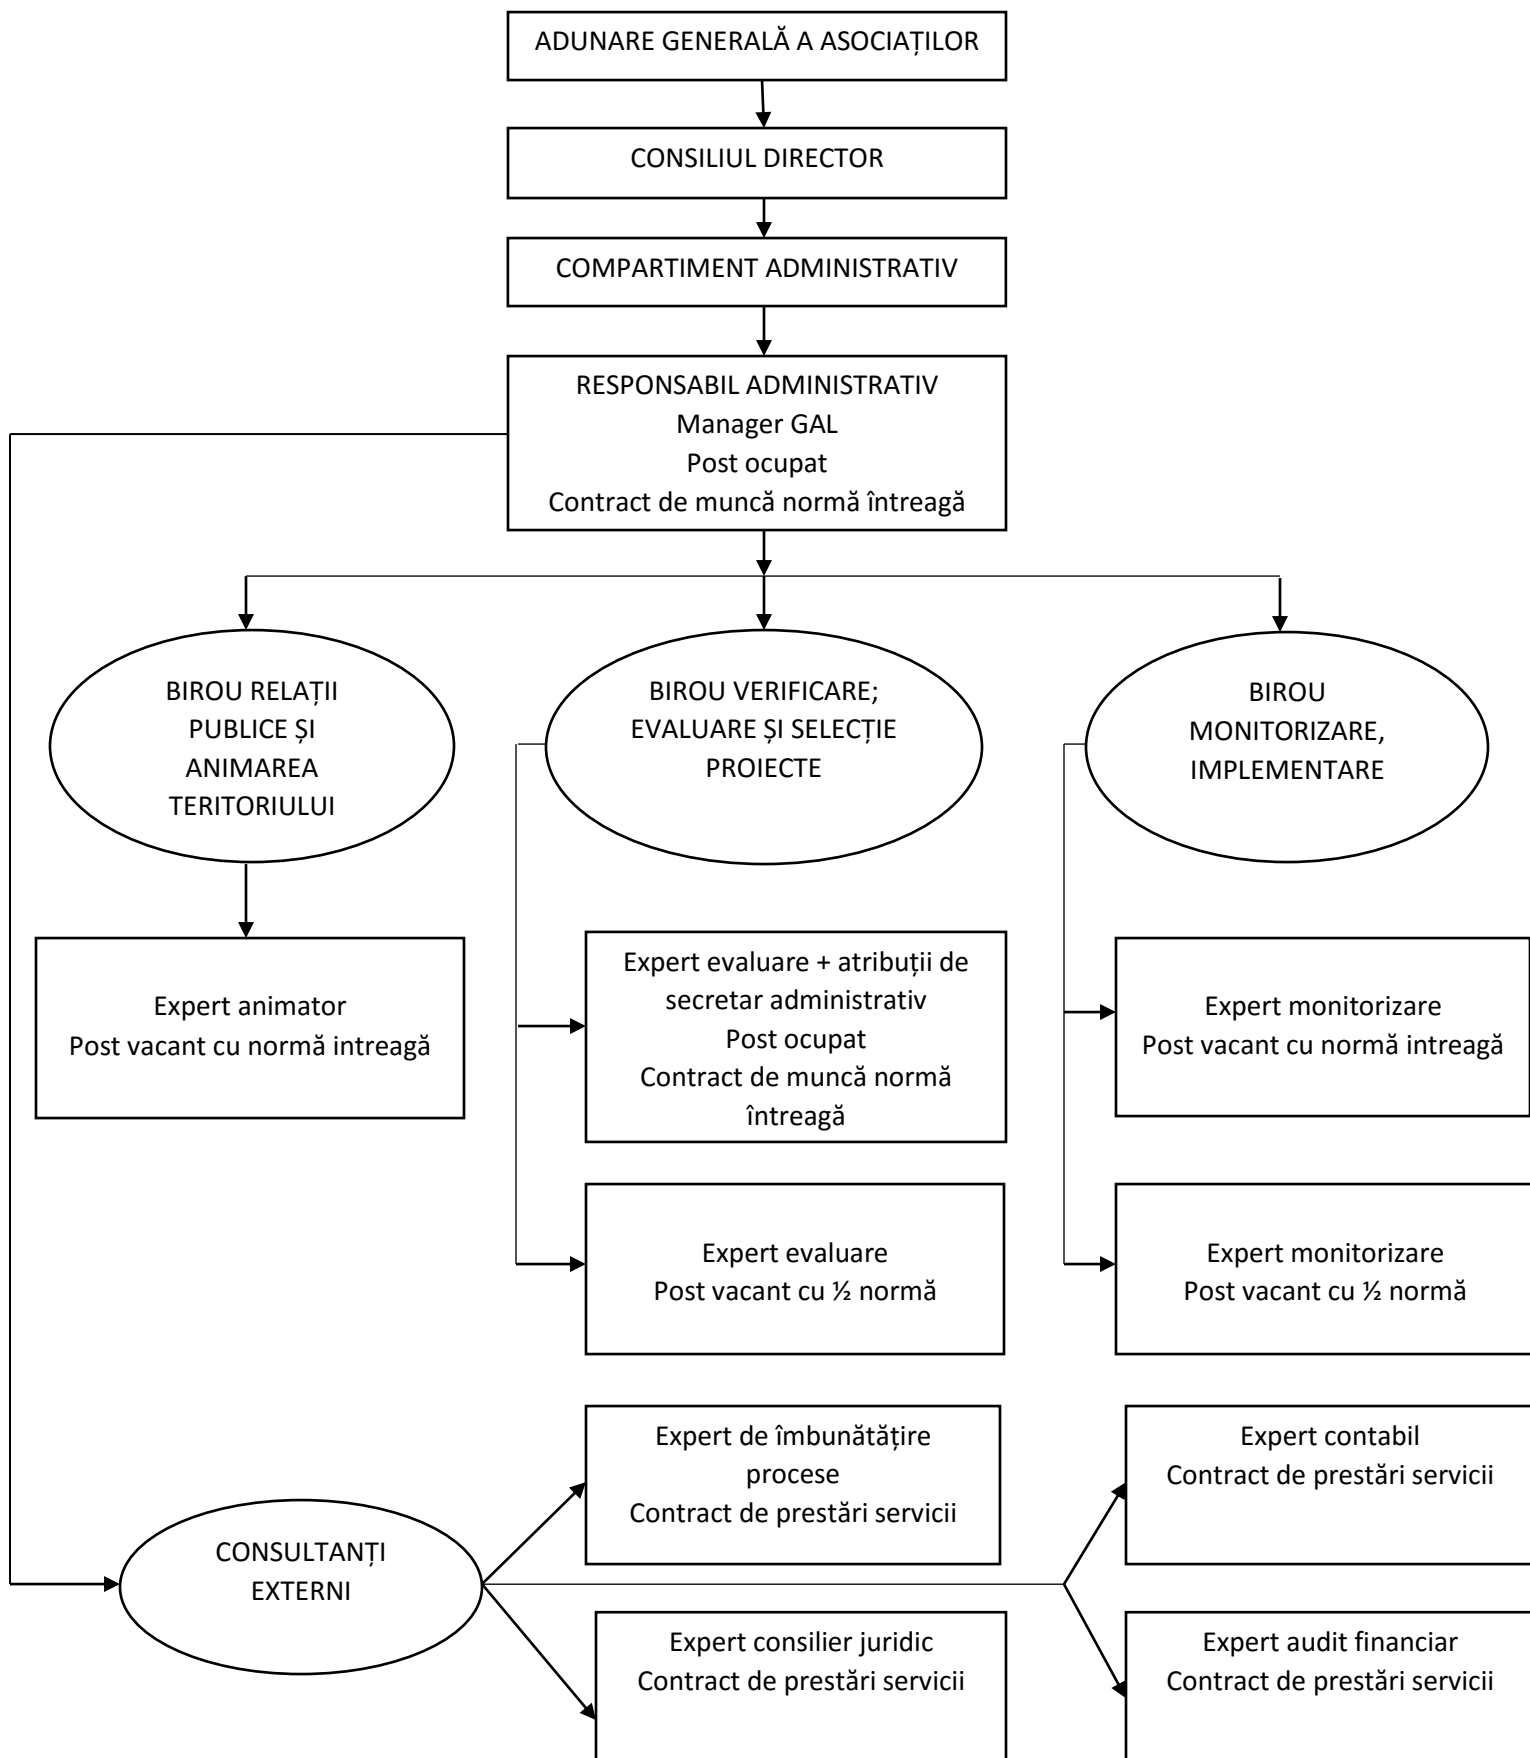 ADUNARE GENERALĂ A ASOCIAȚILOR
CONSILIUL DIRECTOR
COMPARTIMENT ADMINISTRATIV
RESPONSABIL ADMINISTRATIV
Manager GAL
Post ocupat
Contract de muncă normă întreagă
BIROU RELAȚII
PUBLICE ȘI
ANIMAREA
TERITORIULUI
BIROU VERIFICARE;
EVALUARE ȘI SELECȚIE
PROIECTE
BIROU
MONITORIZARE,
IMPLEMENTARE
Expert animator
Post vacant cu normă intreagă
Expert evaluare + atribuții de
secretar administrativ
Post ocupat
Contract de muncă normă
întreagă
Expert monitorizare
Post vacant cu normă intreagă
Expert evaluare
Post vacant cu ½ normă
Expert monitorizare
Post vacant cu ½ normă
CONSULTANȚI
EXTERNI
Expert de îmbunătățire
procese
Contract de prestări servicii
Expert contabil
Contract de prestări servicii
Expert consilier juridic
Contract de prestări servicii
Expert audit financiar
Contract de prestări servicii